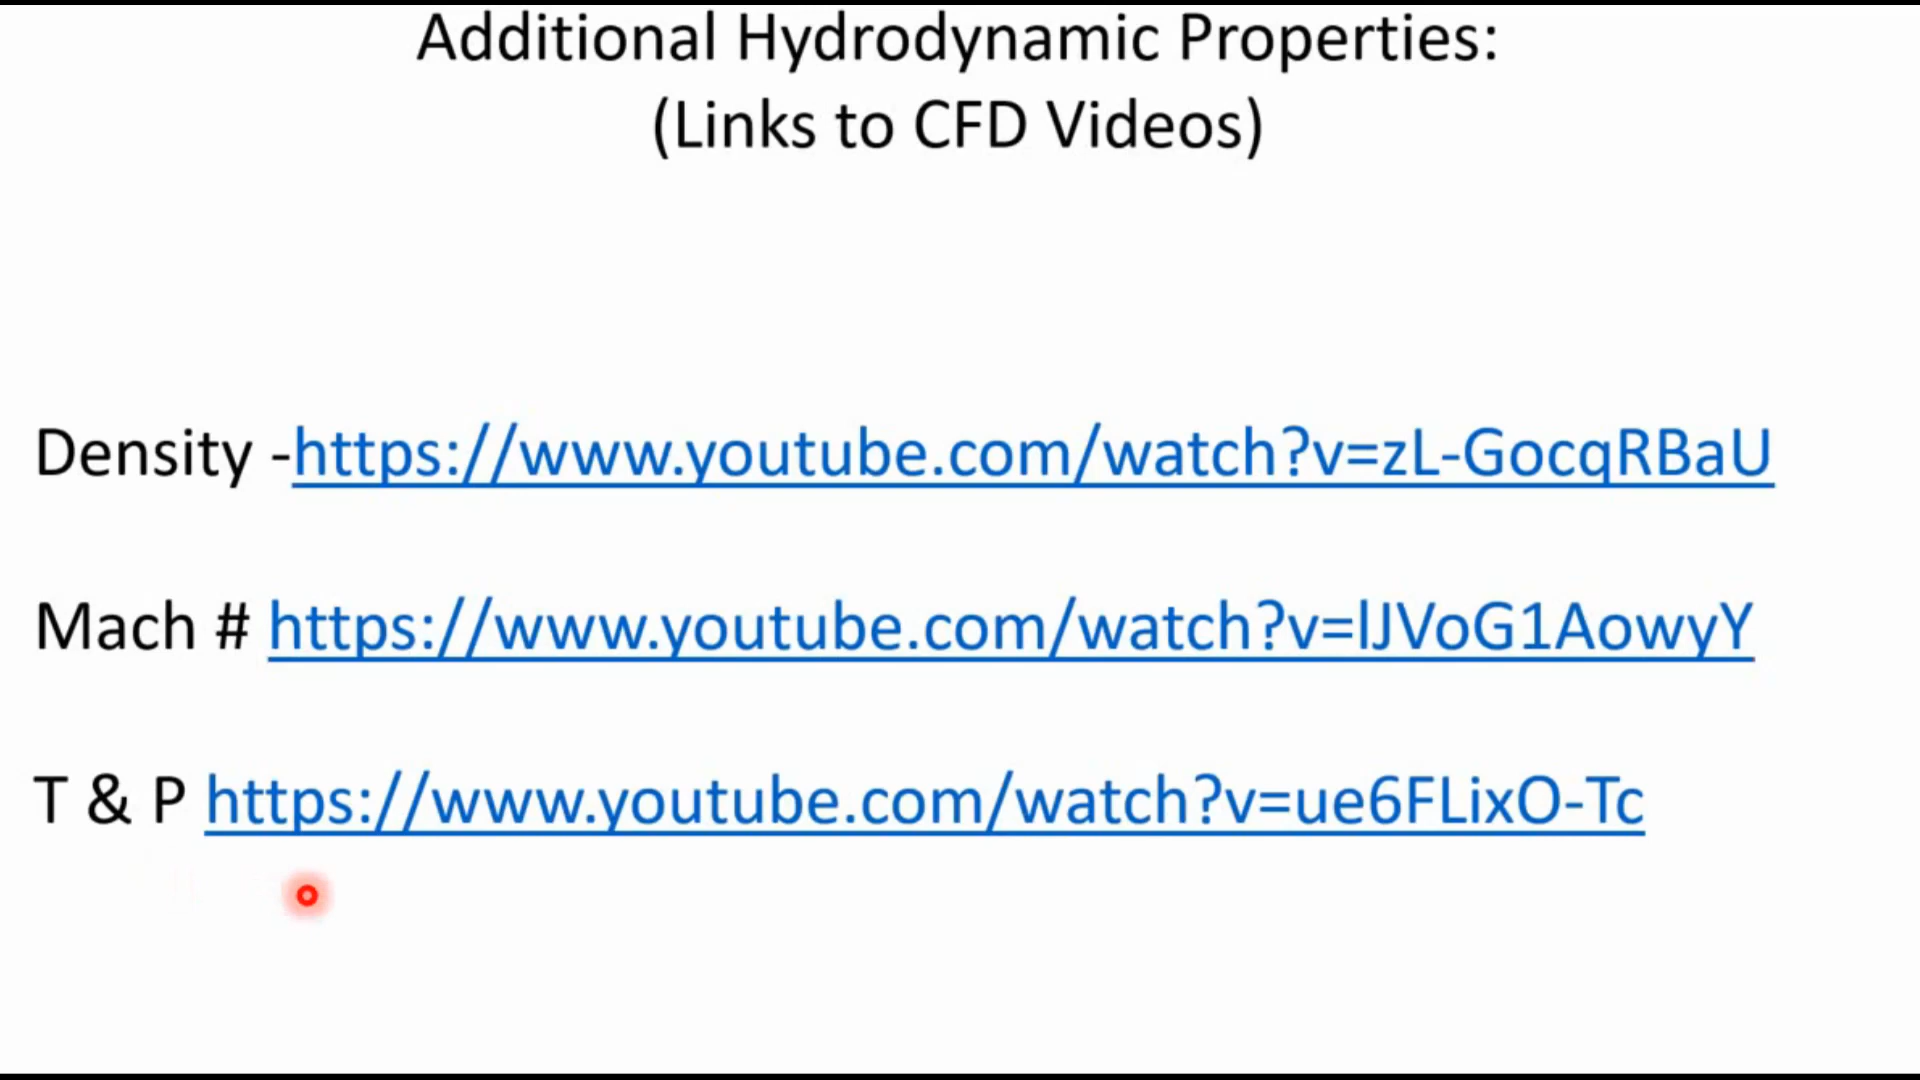 Additional Hydrodynamic Properties:
(Links to CFD Videos)
Density -https://www.youtube.com/watch?v=zL-GocqRBaU
Mach # https://www.youtube.com/watch?v=lJVoG1AowyY
T & P https://www.youtube.com/watch?v=ue6FLixO-Tc